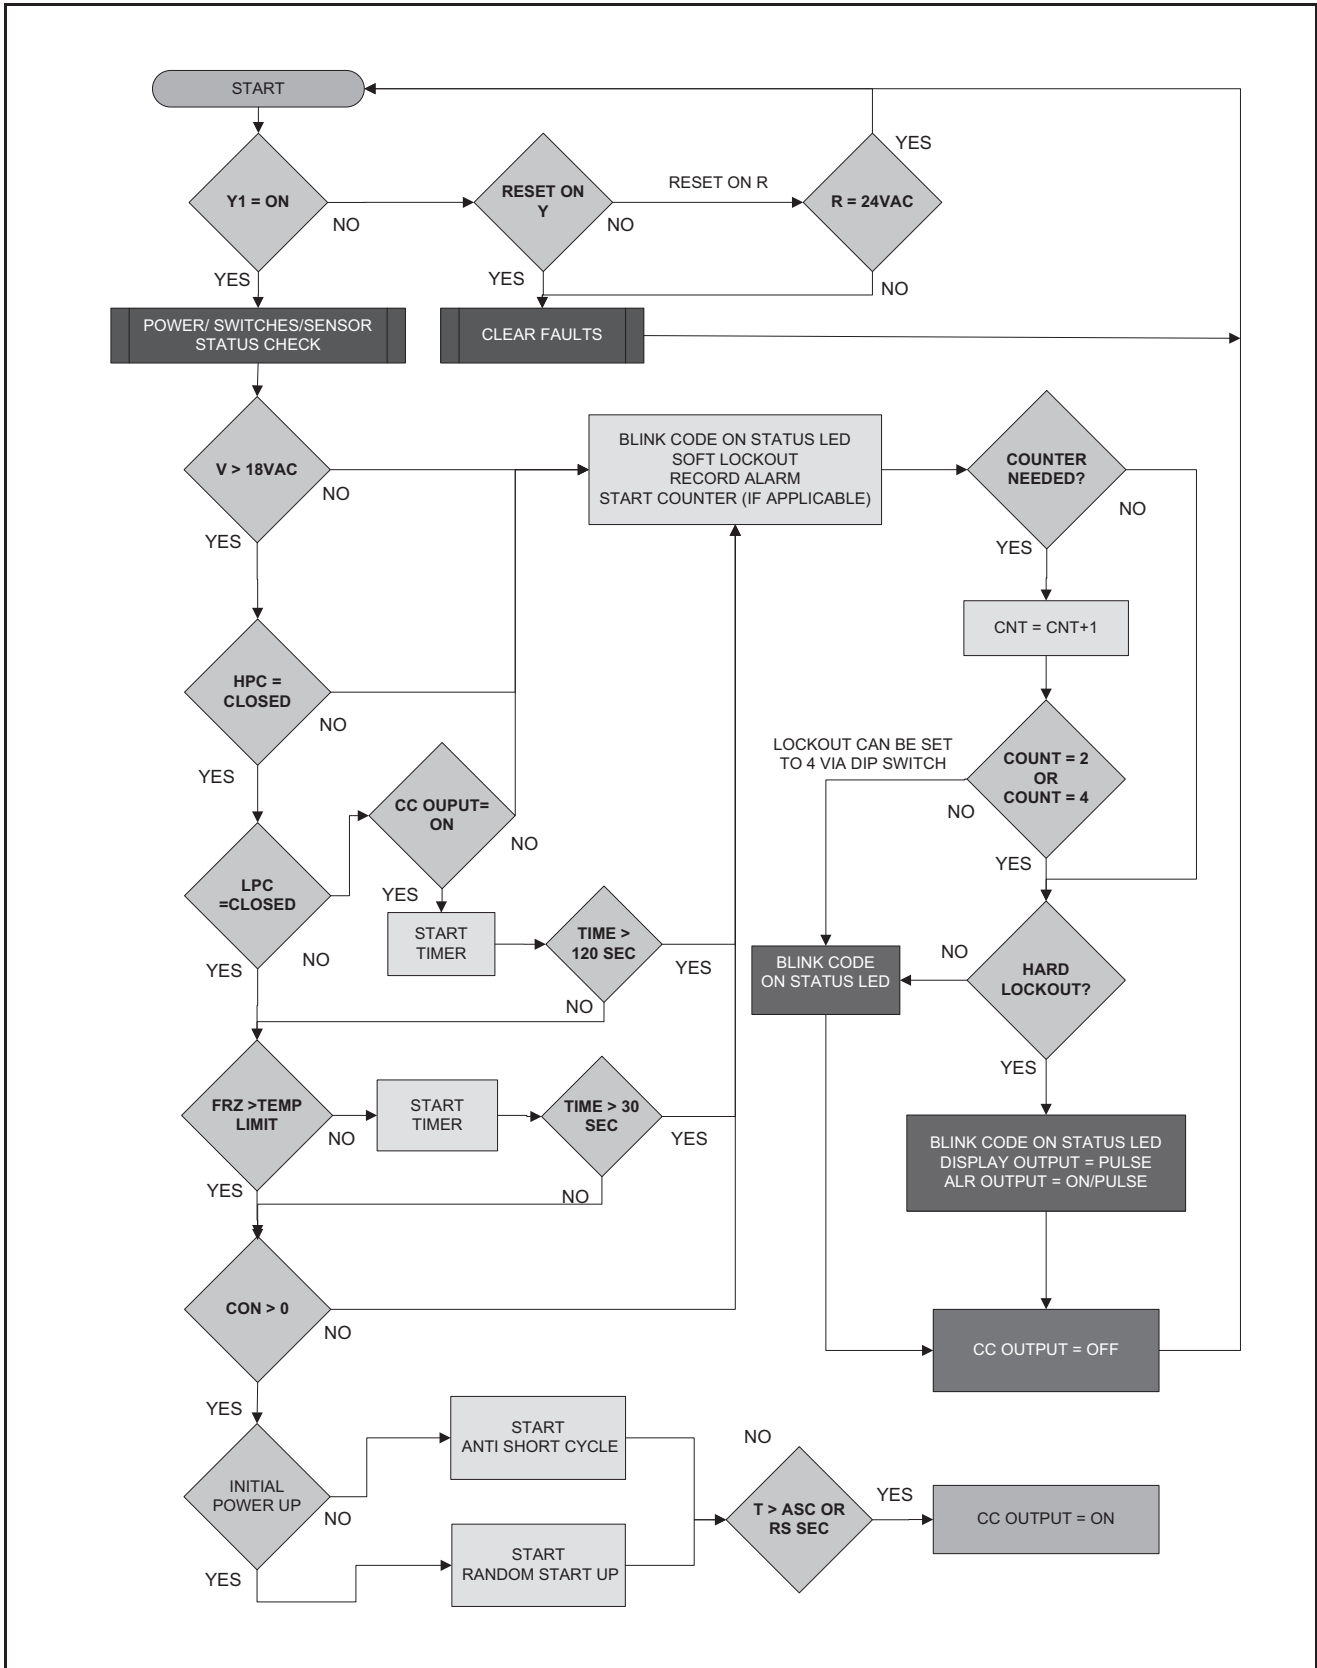 START
YES
Y1 = ON
NO
RESET ON
Y
NO
RESET ON R
R = 24VAC
YES
YES
NO
POWER/ SWITCHES/SENSOR
STATUS CHECK
CLEAR FAULTS
V > 18VAC
NO
YES
BLINK CODE ON STATUS LED
SOFT LOCKOUT
RECORD ALARM
START COUNTER (IF APPLICABLE)
COUNTER
NEEDED?
NO
YES
CNT = CNT+1
HPC =
CLOSED
NO
YES
LOCKOUT CAN BE SET
TO 4 VIA DIP SWITCH
COUNT = 2
OR
COUNT = 4
NO
YES
CC OUPUT=
ON
NO
YES
LPC
=CLOSED
NO
YES
START
TIMER
TIME >
120 SEC
YES
NO
BLINK CODE
ON STATUS LED
NO
HARD
LOCKOUT?
YES
FRZ >TEMP
LIMIT
NO
YES
START
TIMER
TIME > 30
SEC
YES
NO
BLINK CODE ON STATUS LED
DISPLAY OUTPUT = PULSE
ALR OUTPUT = ON/PULSE
CON > 0
NO
YES
CC OUTPUT = OFF
INITIAL
POWER UP
NO
YES
START
ANTI SHORT CYCLE
START
RANDOM START UP
NO
T > ASC OR
RS SEC
YES
CC OUTPUT = ON